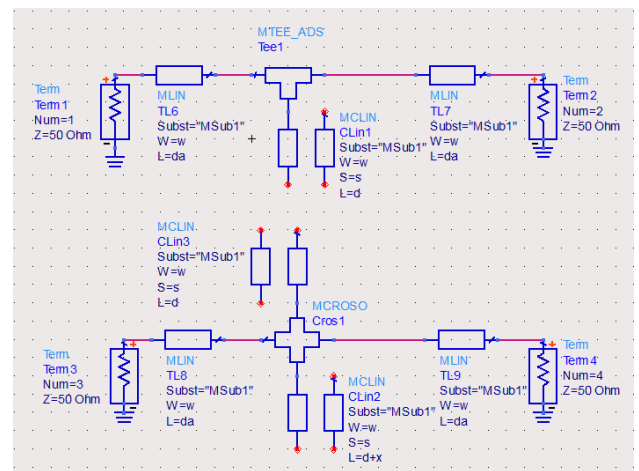 MTEE_ADS
Tee1
Term
Term1
Num=1
Z=50 Ohm
MLIN
TL6
Subst="MSub1"
W=w
L=da
MCLIN
CLin1
Subst="MSub1"
W=w
S=s
L=d
MLIN
TL7
Subst="MSub1"
W=w
L=da
Term
Term2
Num=2
Z=50 Ohm
MCLIN
CLin3
Subst="MSub1"
W=w
S=s
L=d
MCROSO
Cros1
Term
Term3
Num=3
Z=50 Ohm
MLIN
TL8
Subst="MSub1"
W=w
L=da
MCLIN
CLin2
Subst="MSub1"
W=w
S=s
L=d+x
MLIN
TL9
Subst="MSub1"
W=w
L=da
Term
Term4
Num=4
Z=50 Ohm